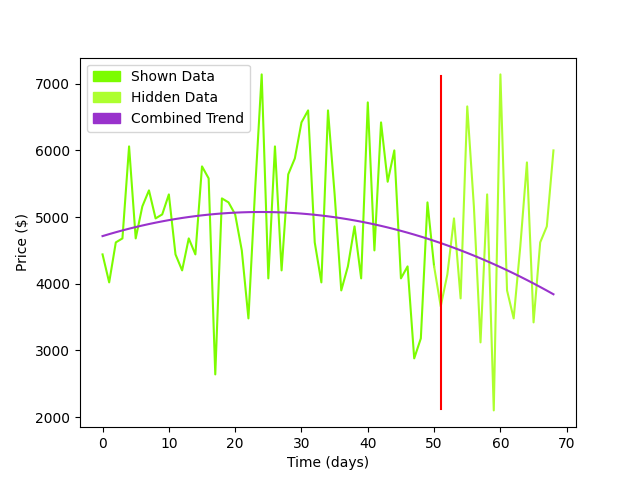 Shown Data
Hidden Data
Combined Trend
7000
6000
5000
4000
3000
2000
Price ($)
0 10 20 30 40 50 60 70
Time (days)